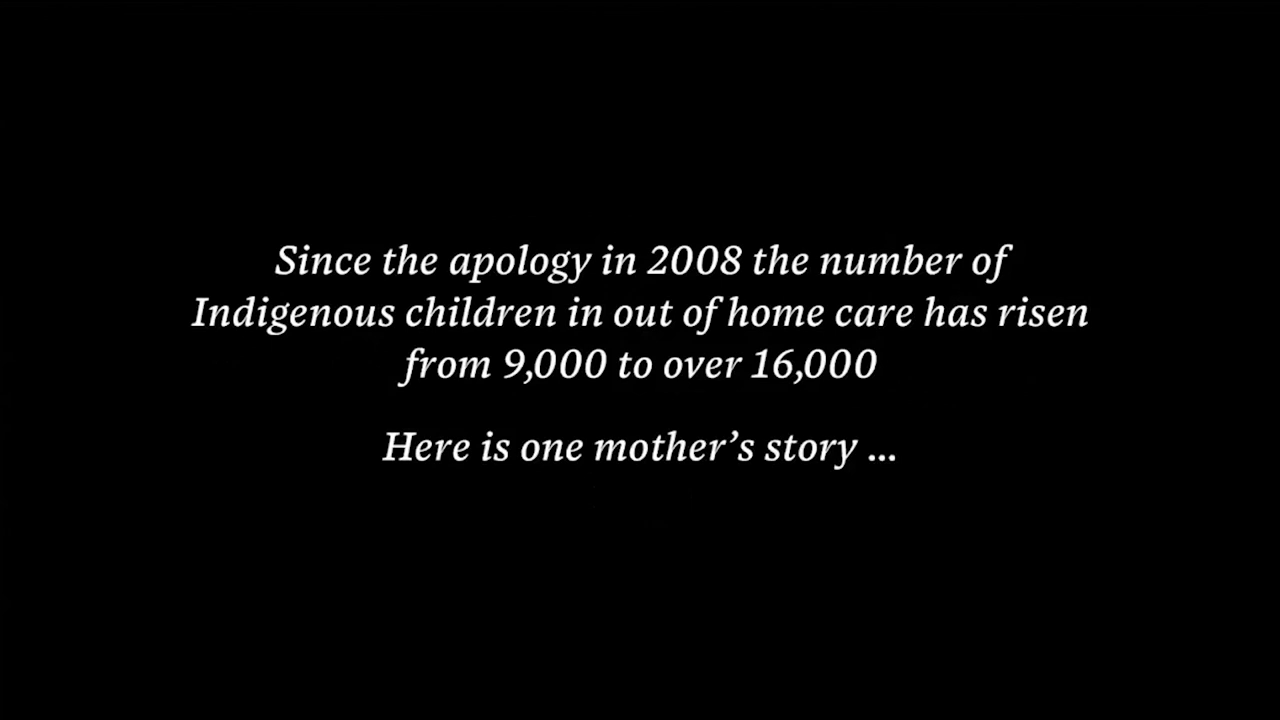 Since the apology in 2008 the number of
Indigenous children in out of home care has risen
from 9,000 to over 16,000
Here is one mother’s story ...